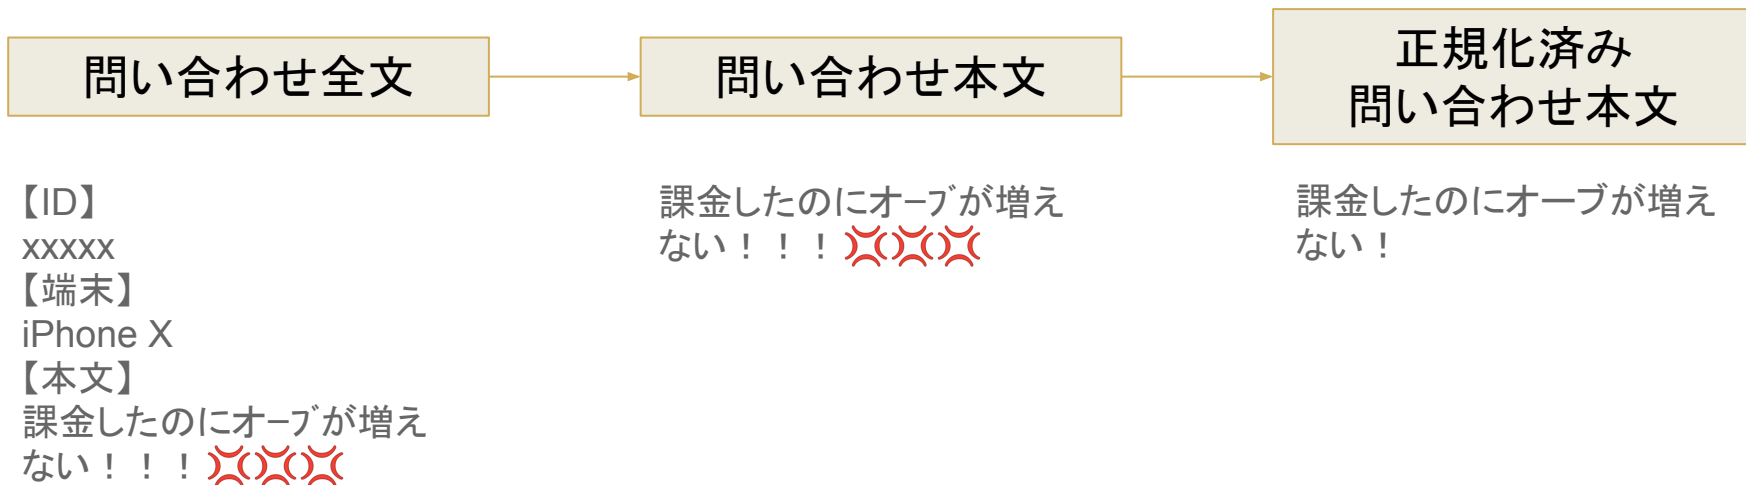 問い合わせ全文
問い合わせ本文
正規化済み
問い合わせ本文
【ID】
xxxxx
【端末】
iPhone X
【本文】
課金したのにオーブが増え
ない！！！💢💢💢
課金したのにオーブが増え
ない！！！💢💢💢
課金したのにオーブが増え
ない！